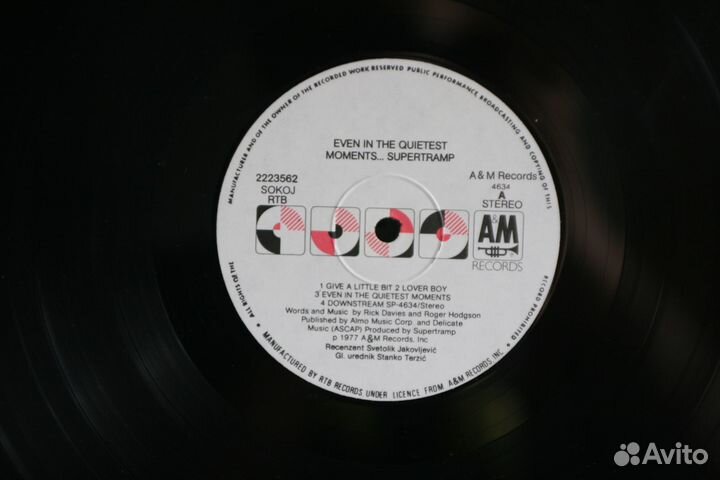 MANUFACTURER AND OF THE OWNER OF THE RECORDED WORK RESERVED PUBLIC PERFORMANCE BROADCASTING AND COPYING OF THIS
EVEN IN THE QUIETEST
MOMENTS... SUPERTRAMP
2223562
SOKOJ
RTB
A&M Records
4634
A
STEREO
A&M
RECORDS
1 GIVE A LITTLE BIT 2 LOVER BOY
3 EVEN IN THE QUIETEST MOMENTS
4 DOWNSTREAM SP-4634/Stereo
Words and Music by Rick Davies and Roger Hodgson
Published by Almo Music Corp. and Delicate
Music (ASCAP) Produced by Supertramp
p 1977 A&M Records, Inc
Recenzent Svetolik Jakovljević
Gl. urednik Stanko Terzić
ALL RIGHTS OF THE
RECORD PROHIBITED
MANUFACTURED BY RTB RECORDS UNDER LICENCE FROM A&M RECORDS, INC.
Avito